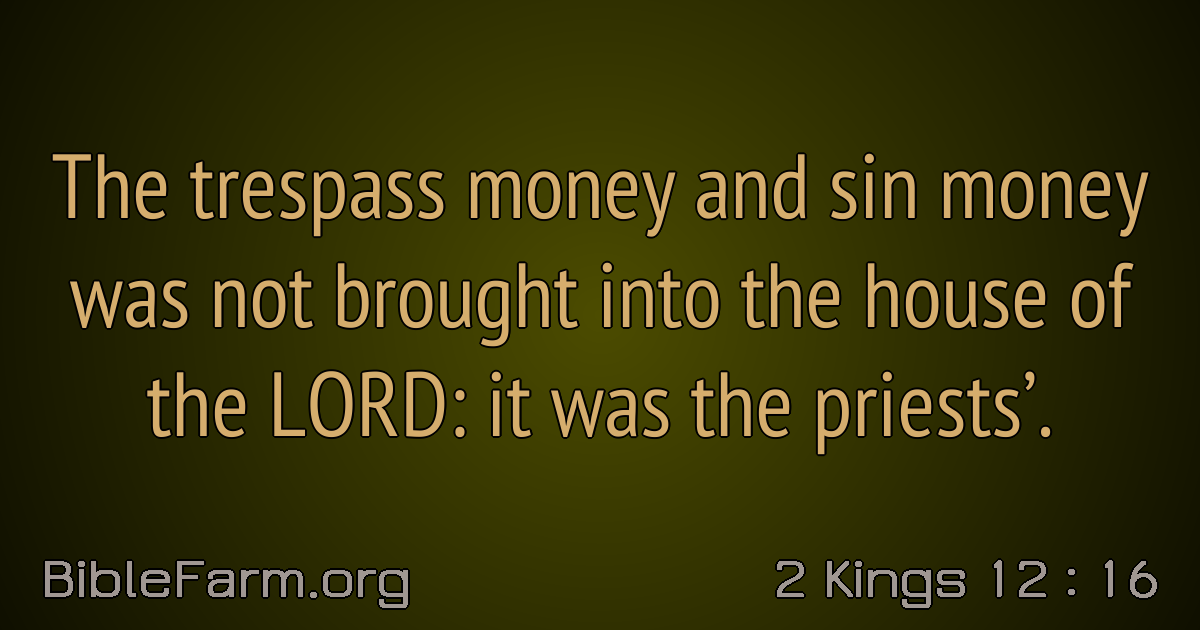 The trespass money and sin money
was not brought into the house of
the LORD: it was the priests’.
BibleFarm.org
2 Kings 12 : 16